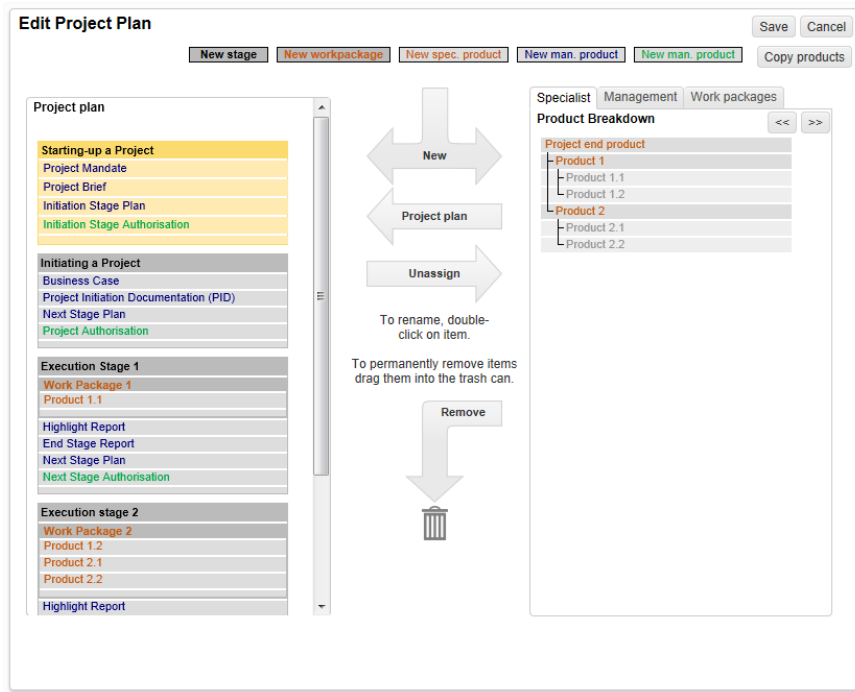 Edit Project Plan
Save
Cancel
New stage
New workpackage
New spec. product
New man. product
New man. product
Copy products
Project plan
Starting-up a Project
Project Mandate
Project Brief
Initiation Stage Plan
Initiation Stage Authorisation
Initiating a Project
Business Case
Project Initiation Documentation (PID)
Next Stage Plan
Project Authorisation
Execution Stage 1
Work Package 1
Product 1.1
Highlight Report
End Stage Report
Next Stage Plan
Next Stage Authorisation
Execution stage 2
Work Package 2
Product 1.2
Product 2.1
Product 2.2
Highlight Report
New
Project plan
Unassign
To rename, double-
click on item.
To permanently remove items
drag them into the trash can.
Remove
Specialist
Management
Work packages
Product Breakdown
<<
>>
Project end product
Product 1
Product 1.1
Product 1.2
Product 2
Product 2.1
Product 2.2